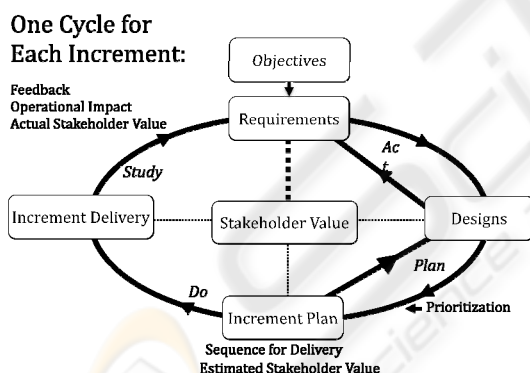 One Cycle for
Each Increment:
Objectives
Feedback
Operational Impact
Actual Stakeholder Value
Requirements
Ac
t
Study
Increment Delivery
Stakeholder Value
Designs
Plan
Do
Prioritization
Increment Plan
Sequence for Delivery
Estimated Stakeholder Value